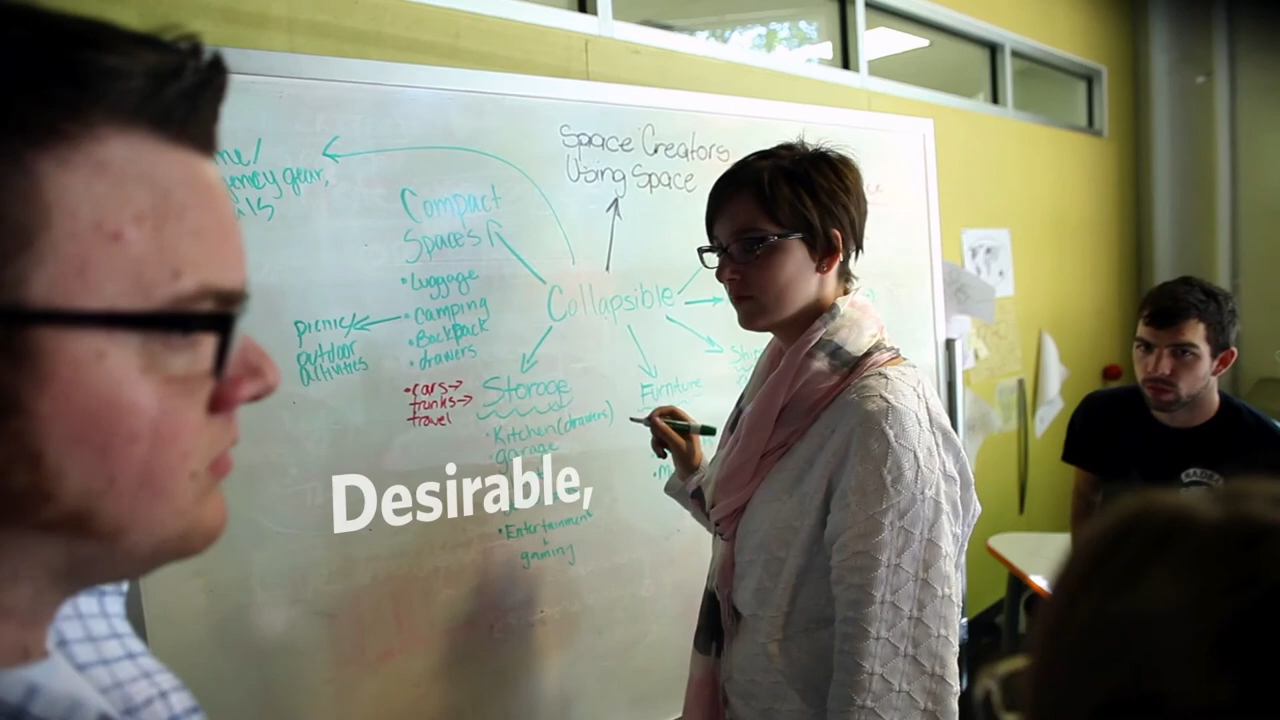 Space Creators
Using Space
gear,
Compact
Spaces
• Luggage
• Camping
• Backpack
• drawers
picnic/
outdoor
activities
Collapsible
• cars→
trunks→
travel
Storage
• Kitchen (drawers)
• garage
Furniture
Desirable,
• Entertainment
&
gaming